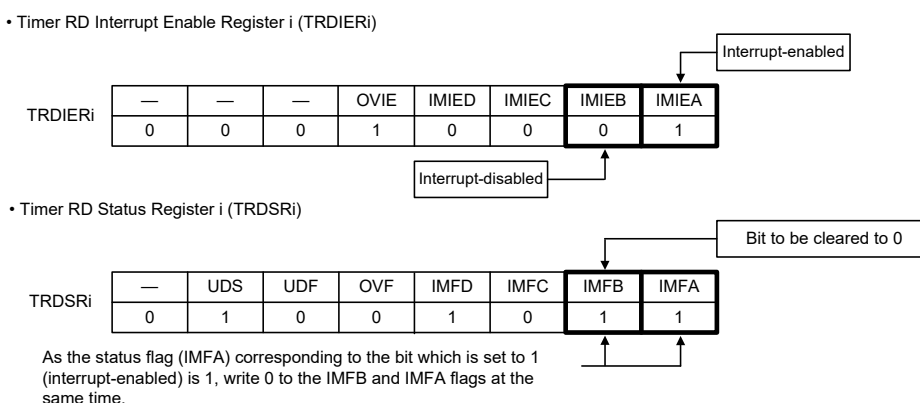 • Timer RD Interrupt Enable Register i (TRDIERi)
Interrupt-enabled
TRDIERi
— — — OVIE IMIED IMIEC IMIEB IMIEA
0 0 0 1 0 0 0 1
Interrupt-disabled
• Timer RD Status Register i (TRDSRi)
Bit to be cleared to 0
TRDSRi
— UDS UDF OVF IMFD IMFC IMFB IMFA
0 1 0 0 1 0 1 1
As the status flag (IMFA) corresponding to the bit which is set to 1
(interrupt-enabled) is 1, write 0 to the IMFB and IMFA flags at the
same time.